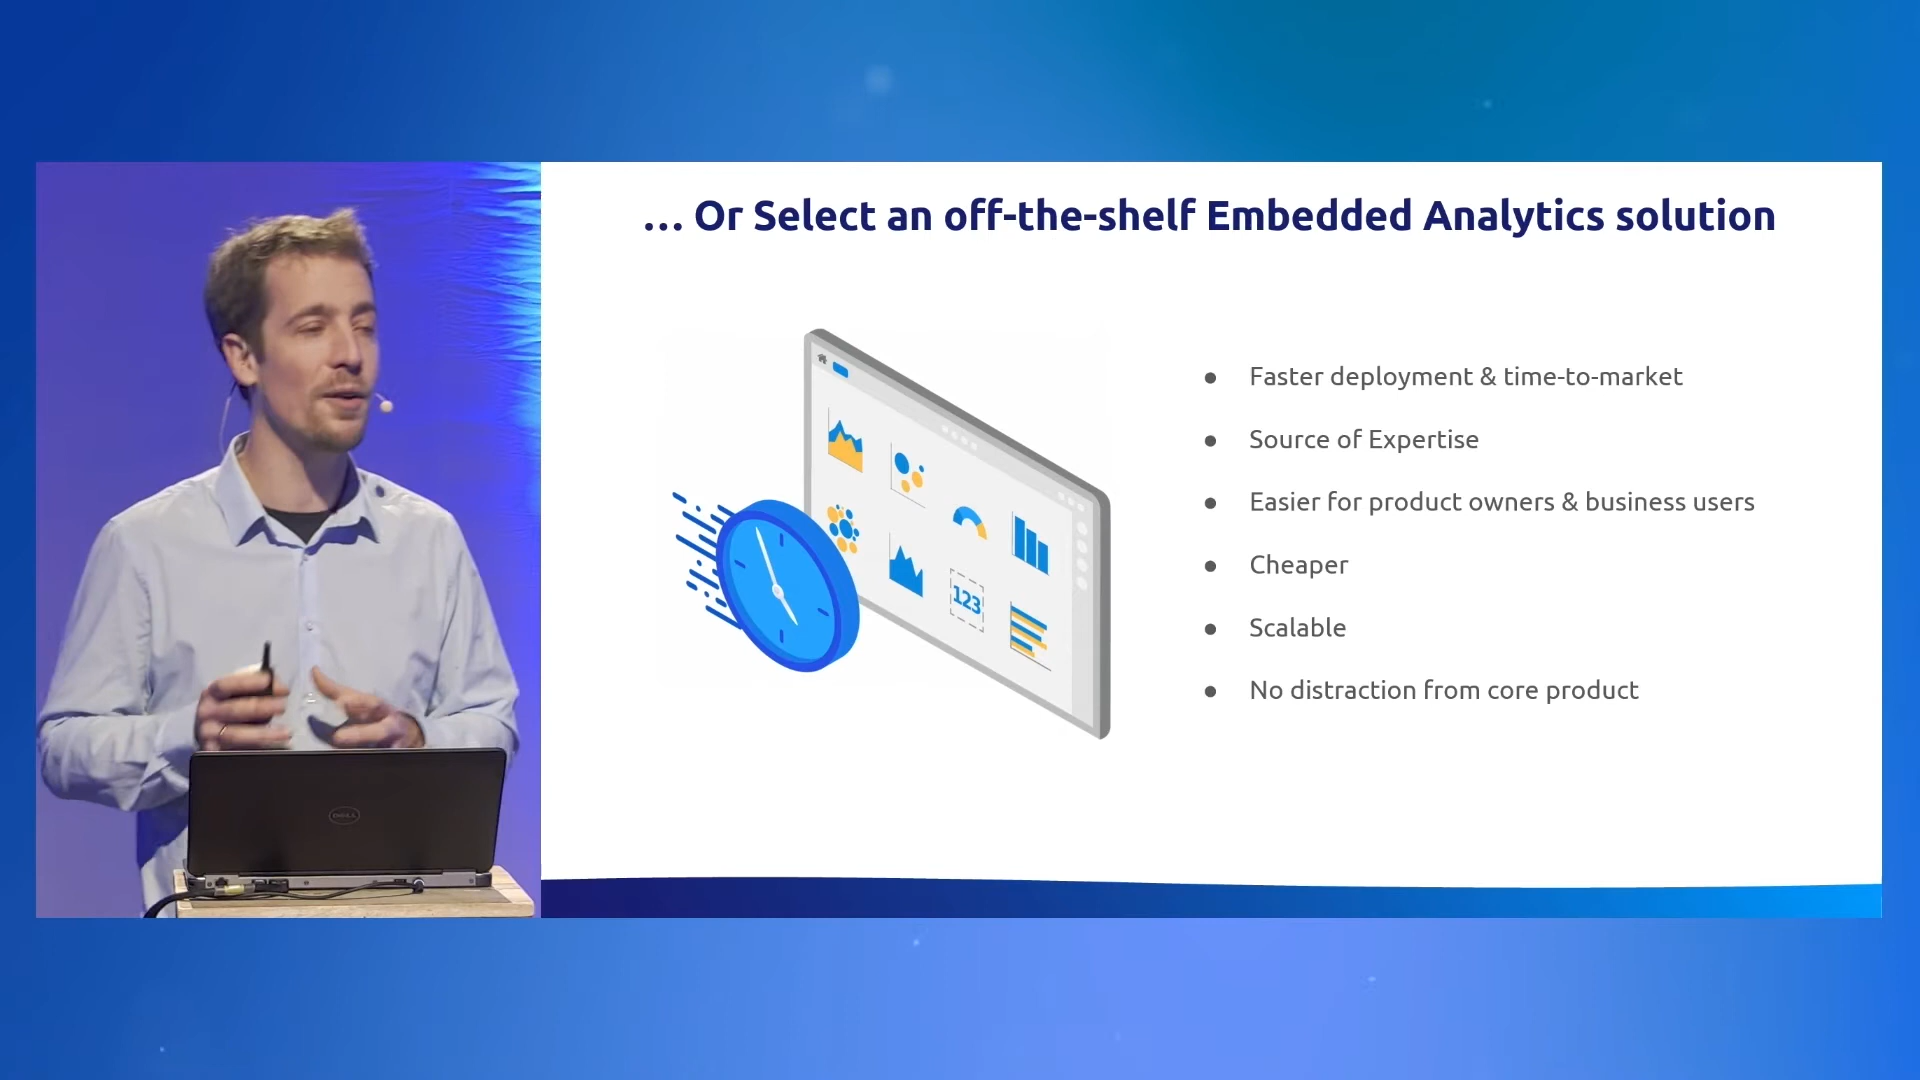 ... Or Select an off-the-shelf Embedded Analytics solution
● Faster deployment & time-to-market
● Source of Expertise
● Easier for product owners & business users
● Cheaper
● Scalable
● No distraction from core product
123
DELL